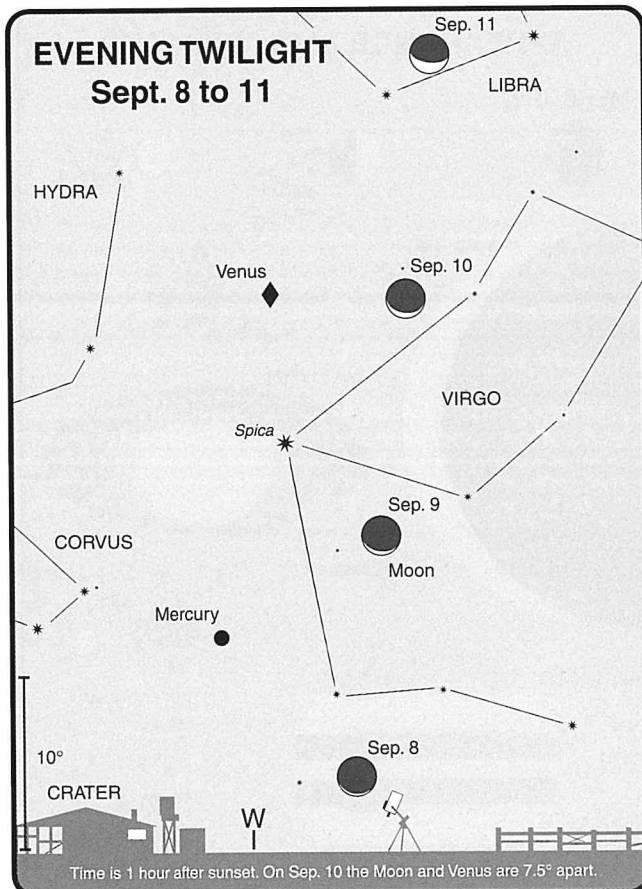 Sep. 11
EVENING TWILIGHT
Sept. 8 to 11
LIBRA
HYDRA
Venus
Sep. 10
VIRGO
Spica
Sep. 9
CORVUS
Moon
Mercury
Sep. 8
10°
CRATER
W
Time is 1 hour after sunset. On Sep. 10 the Moon and Venus are 7.5° apart.